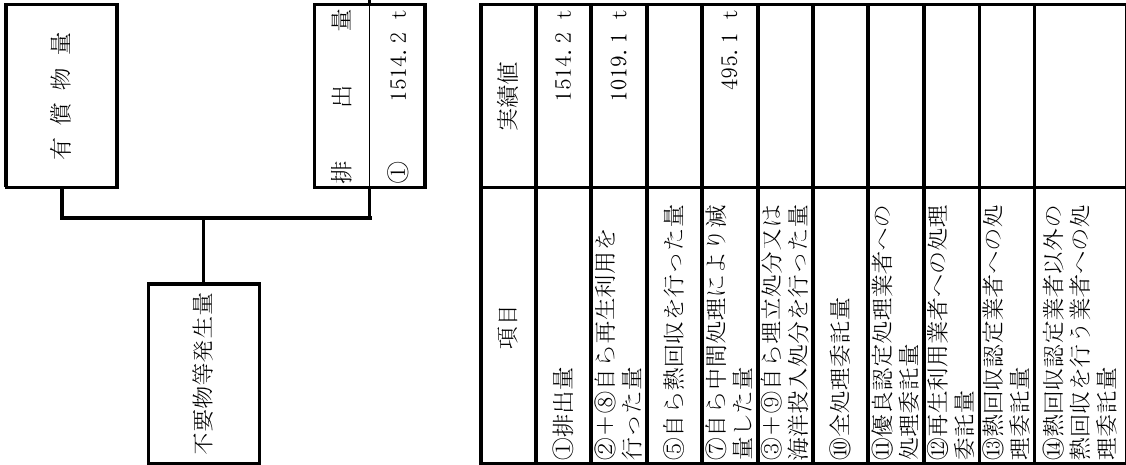 不要物等発生量
有償物量
排出量
① 1514.2 t
項目 実績値
①排出量 1514.2 t
②+⑧自ら再生利用を
行った量 1019.1 t
⑤自ら熱回収を行った量
⑦自ら中間処理により減
量した量 495.1 t
③+⑨自ら埋立処分又は
海洋投入処分を行った量
⑩全処理委託量
⑪優良認定処理業者への
処理委託量
⑫再生利用業者への処理
委託量
⑬熱回収認定業者への処
理委託量
⑭熱回収認定業者以外の
熱回収を行う業者への処
理委託量